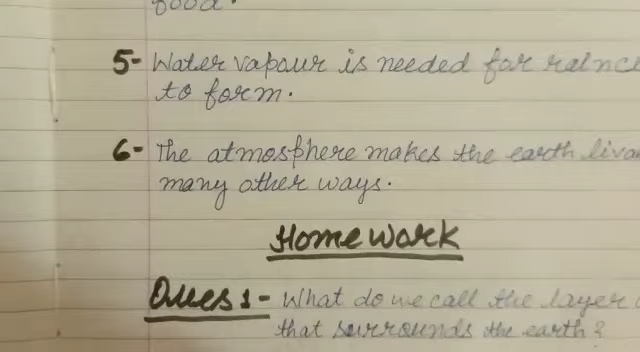 food.
5- Water vapour is needed for
to form.
6- The atmosphere makes the earth
many other ways.
Home Work
Ques 1- What do we call the layer
that surrounds the earth?